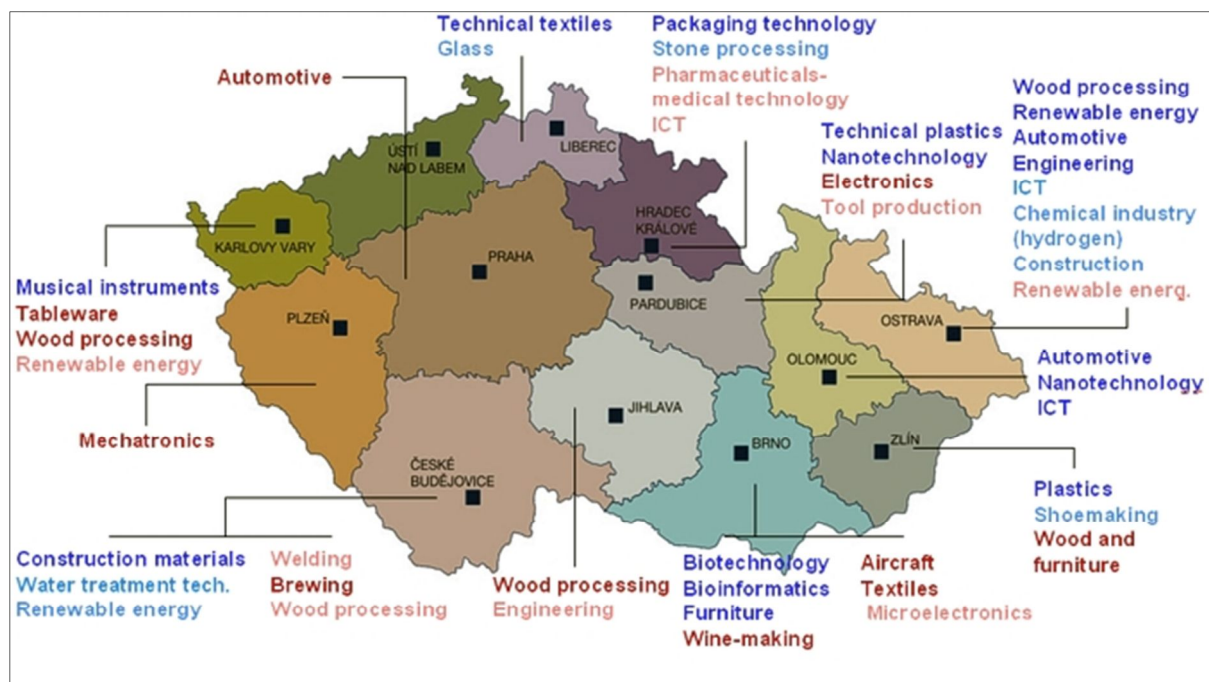 Technical textiles
Glass
Packaging technology
Stone processing
Pharmaceuticals-
medical technology
ICT
Automotive
Wood processing
Renewable energy
Automotive
Engineering
ICT
Chemical industry
(hydrogen)
Construction
Renewable energ.
Technical plastics
Nanotechnology
Electronics
Tool production
ÚSTÍ
NAD LABEM
LIBEREC
HRADEC
KRÁLOVÉ
KARLOVY VARY
PRAHA
PARDUBICE
PLZEŇ
OSTRAVA
OLOMOUC
JIHLAVA
BRNO
ZLÍN
ČESKÉ
BUDĚJOVICE
Musical instruments
Tableware
Wood processing
Renewable energy
Automotive
Nanotechnology
ICT
Mechatronics
Plastics
Shoemaking
Wood and
furniture
Construction materials
Water treatment tech.
Renewable energy
Welding
Brewing
Wood processing
Wood processing
Engineering
Biotechnology
Bioinformatics
Furniture
Wine-making
Aircraft
Textiles
Microelectronics